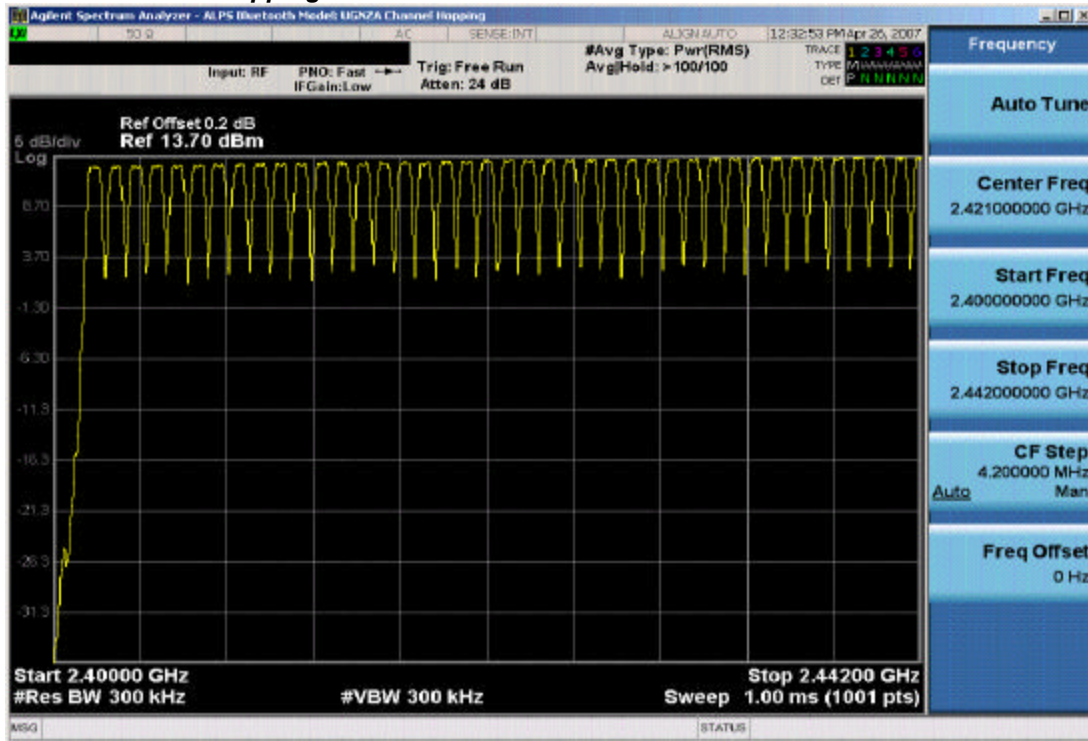 Agilent Spectrum Analyzer - ALPS Bluetooth Model: UGNZA Channel Hopping
50 Ω AC SENSE:INT ALIGN AUTO 12:32:53 PM Apr 26, 2007
Input: RF PNO: Fast Trig: Free Run #Avg Type: Pwr(RMS) TRACE 1 2 3 4 5 6
IFGain:Low Atten: 24 dB Avg|Hold: >100/100 TYPE
DET P N N N N N
Ref Offset 0.2 dB
5 dB/div Ref 13.70 dBm
Log
8.70
3.70
-1.30
-6.30
-11.3
-16.3
-21.3
-26.3
-31.3
Start 2.40000 GHz Stop 2.44200 GHz
#Res BW 300 kHz #VBW 300 kHz Sweep 1.00 ms (1001 pts)
MSG STATUS
Frequency
Auto Tune
Center Freq
2.421000000 GHz
Start Freq
2.400000000 GHz
Stop Freq
2.442000000 GHz
CF Step
4.200000 MHz
Auto Man
Freq Offset
0 Hz